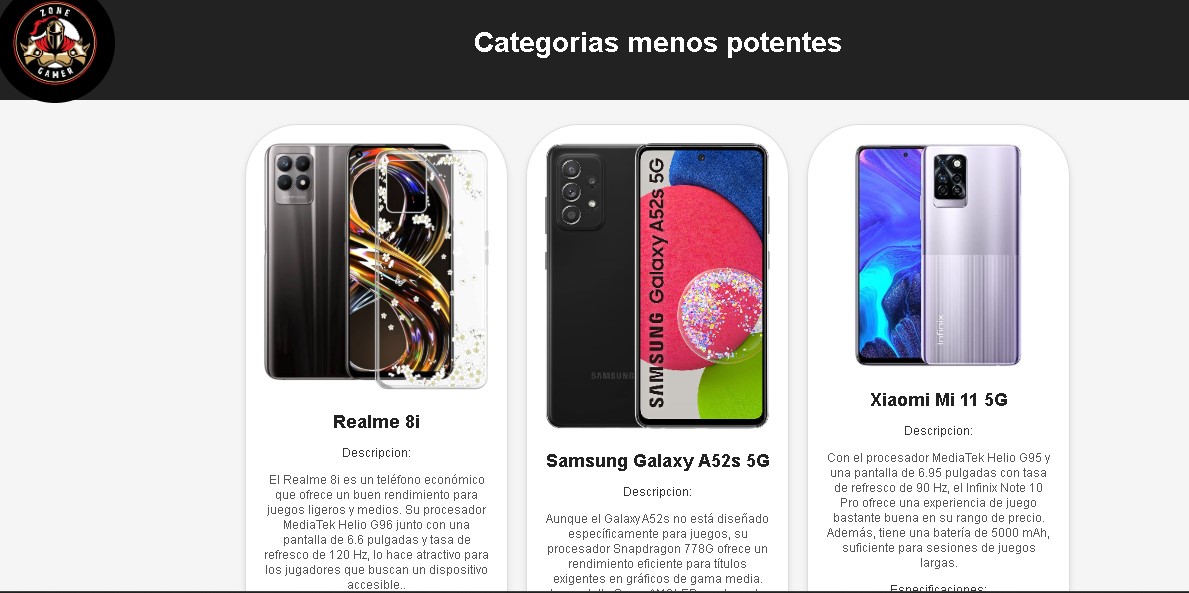 ZONE
GAMER
Categorias menos potentes
SAMSUNG Galaxy A52s 5G
SAMSUNG
Infinix
Realme 8i
Descripcion:
El Realme 8i es un teléfono económico
que ofrece un buen rendimiento para
juegos ligeros y medios. Su procesador
MediaTek Helio G96 junto con una
pantalla de 6.6 pulgadas y tasa de
refresco de 120 Hz, lo hace atractivo para
los jugadores que buscan un dispositivo
accesible..
Samsung Galaxy A52s 5G
Descripcion:
Aunque el Galaxy A52s no está diseñado
específicamente para juegos, su
procesador Snapdragon 778G ofrece un
rendimiento eficiente para títulos
exigentes en gráficos de gama media.
Xiaomi Mi 11 5G
Descripcion:
Con el procesador MediaTek Helio G95 y
una pantalla de 6.95 pulgadas con tasa
de refresco de 90 Hz, el Infinix Note 10
Pro ofrece una experiencia de juego
bastante buena en su rango de precio.
Además, tiene una batería de 5000 mAh,
suficiente para sesiones de juegos
largas.
Especificaciones: